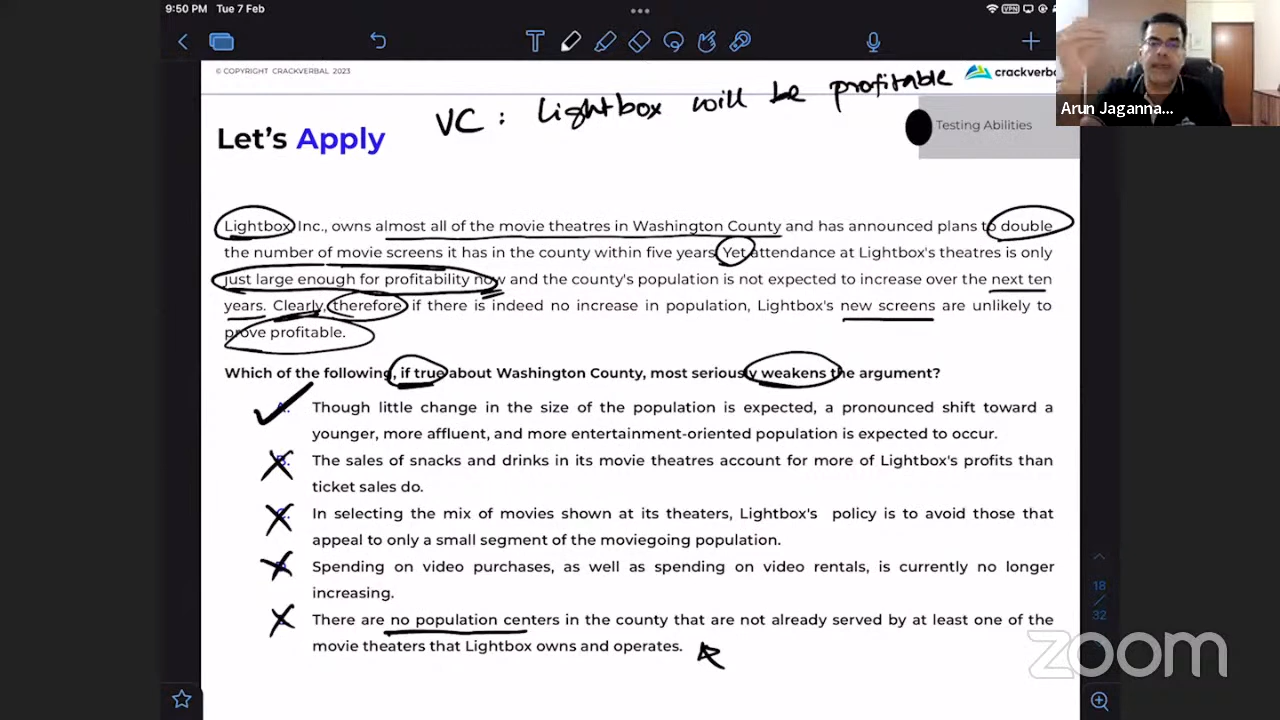 9:50 PM Tue 7 Feb
VPN
© COPYRIGHT CRACKVERBAL 2023
crackverba
VC: Lightbox will be profitable
Arun Jaganna...
Let's Apply
Testing Abilities
Lightbox Inc., owns almost all of the movie theatres in Washington County and has announced plans to double
the number of movie screens it has in the county within five years. Yet attendance at Lightbox's theatres is only
just large enough for profitability now and the county's population is not expected to increase over the next ten
years. Clearly, therefore, if there is indeed no increase in population, Lightbox's new screens are unlikely to
prove profitable.
Which of the following, if true about Washington County, most seriously weakens the argument?
A. Though little change in the size of the population is expected, a pronounced shift toward a
younger, more affluent, and more entertainment-oriented population is expected to occur.
B. The sales of snacks and drinks in its movie theatres account for more of Lightbox's profits than
ticket sales do.
C. In selecting the mix of movies shown at its theaters, Lightbox's policy is to avoid those that
appeal to only a small segment of the moviegoing population.
D. Spending on video purchases, as well as spending on video rentals, is currently no longer
increasing.
There are no population centers in the county that are not already served by at least one of the
movie theaters that Lightbox owns and operates.
18
32
zoom